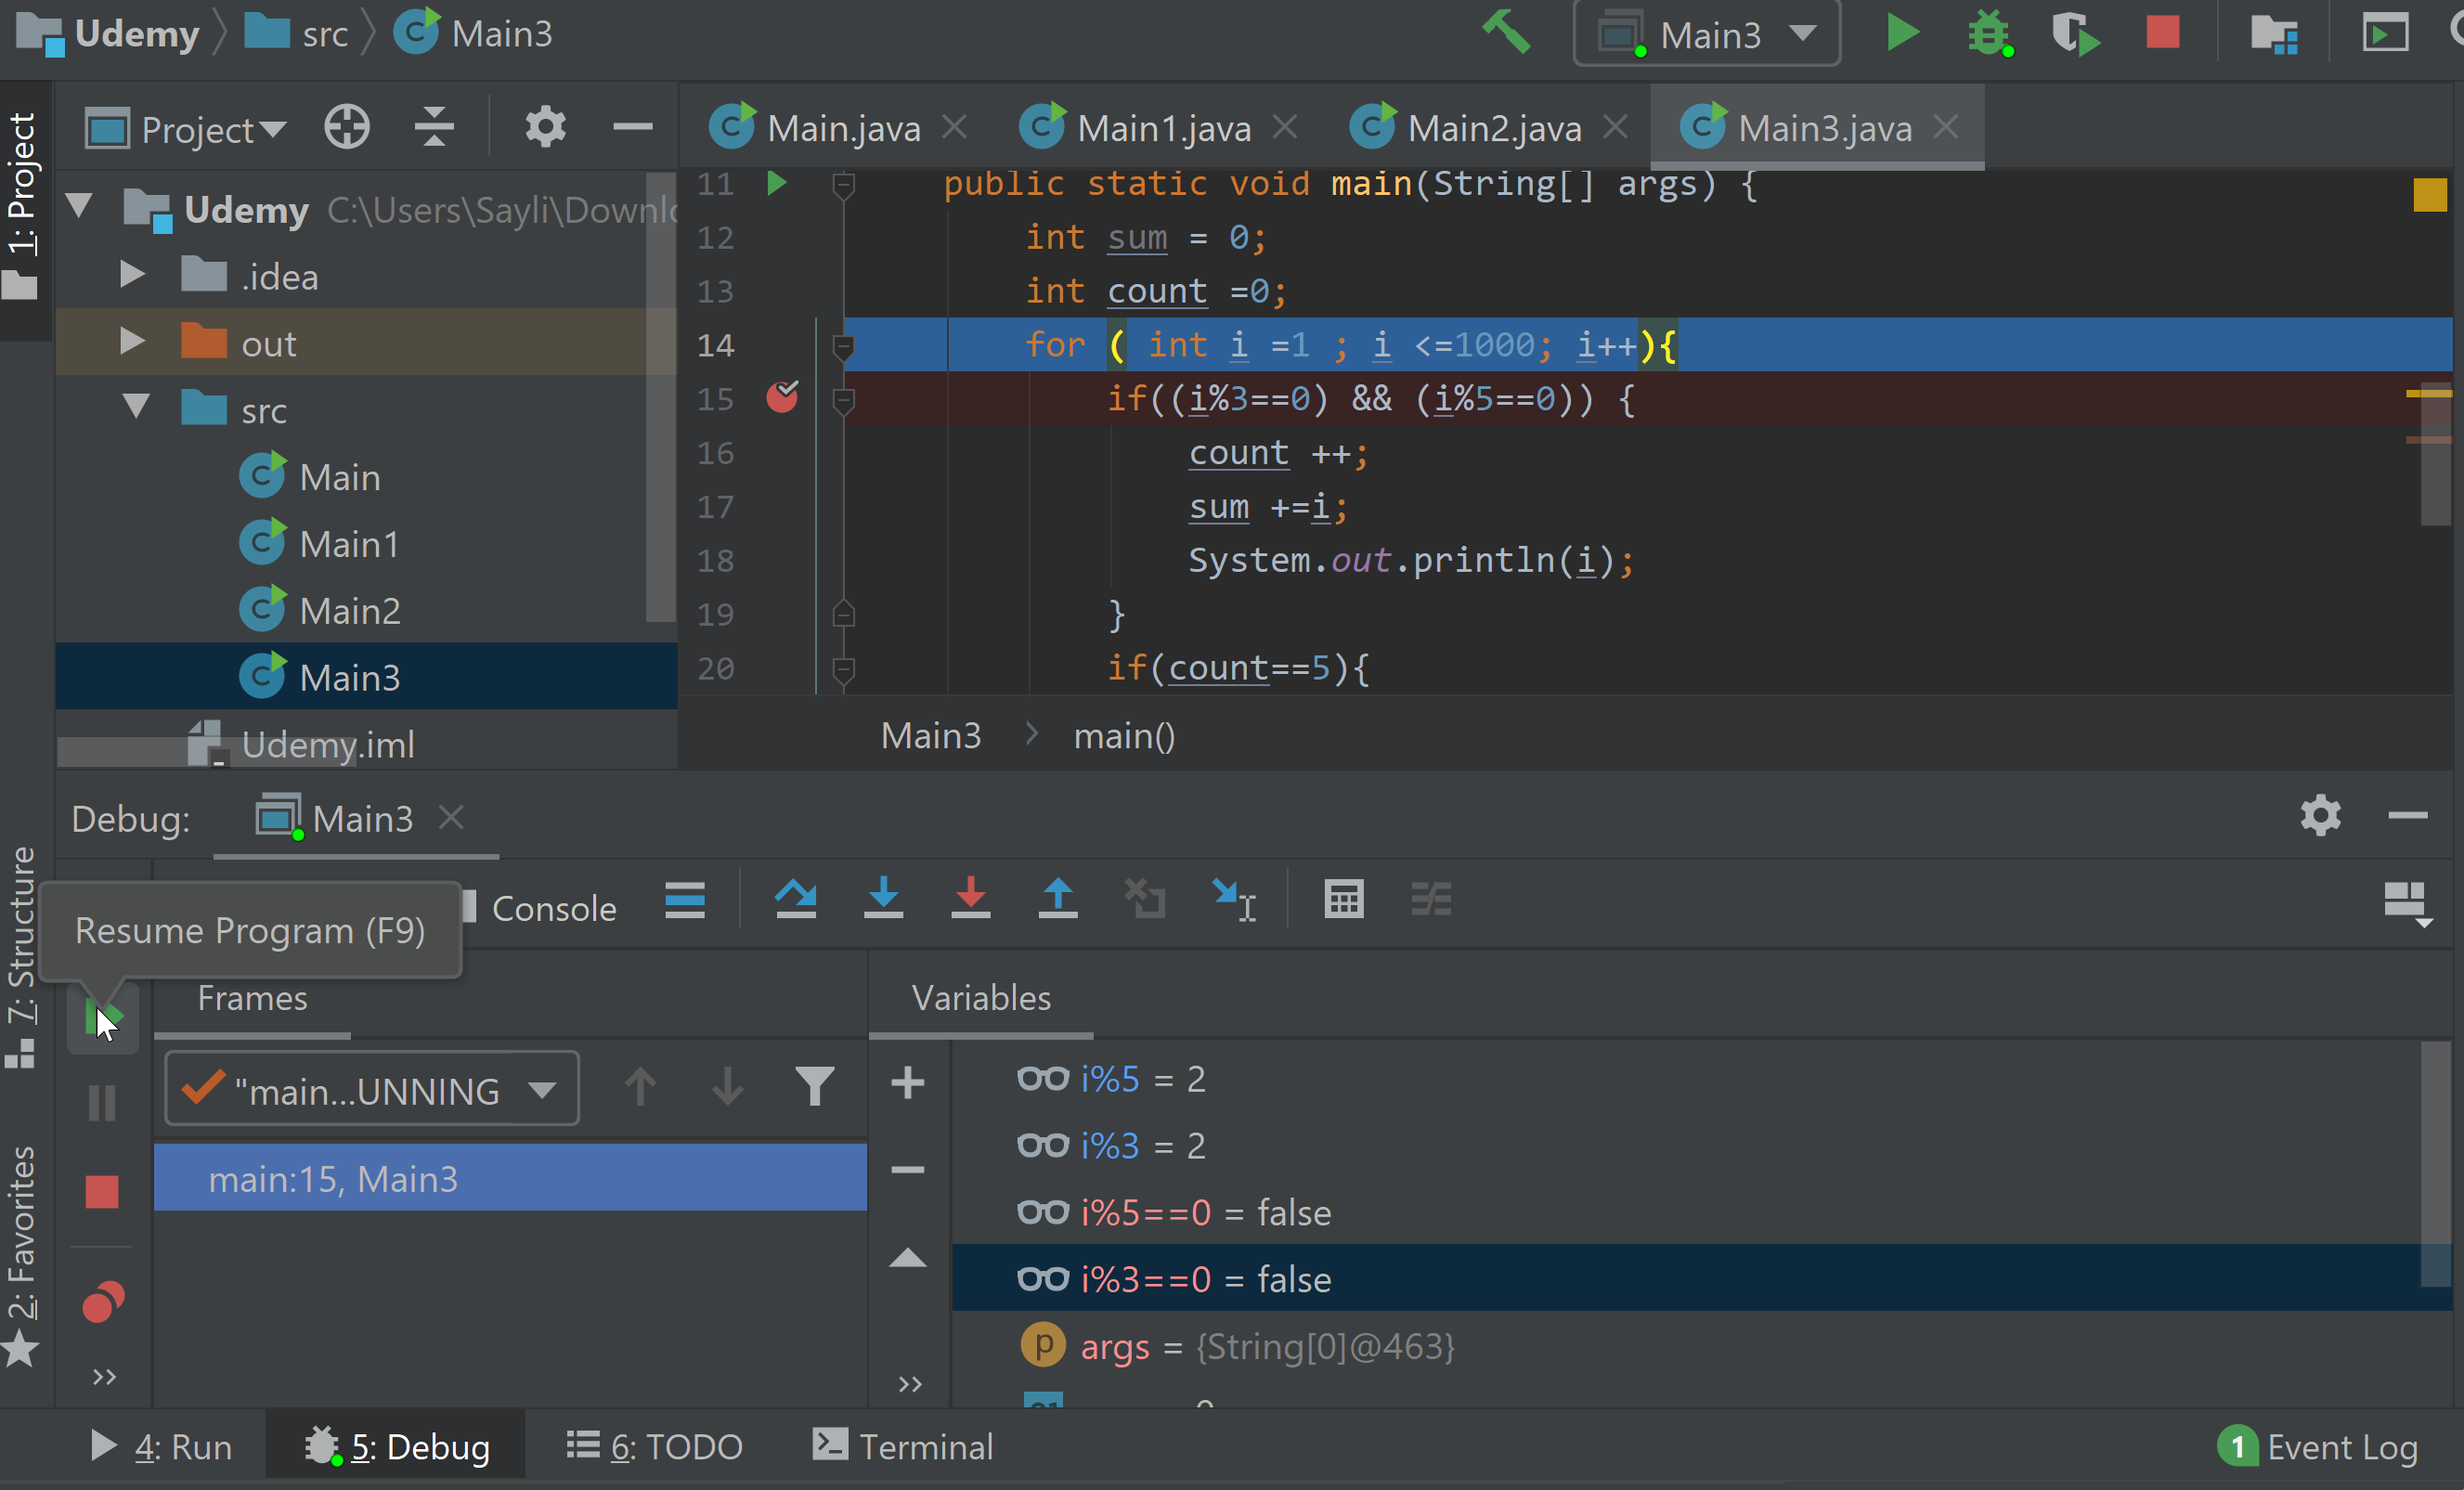 Udemy src Main3 Main3
1: Project
Project
Main.java Main1.java Main2.java Main3.java
Udemy C:\Users\Sayli\Downlo
.idea
out
src
Main
Main1
Main2
Main3
Udemy.iml
11 public static void main(String[] args) {
12 int sum = 0;
13 int count =0;
14 for ( int i =1 ; i <=1000; i++){
15 if((i%3==0) && (i%5==0)) {
16 count ++;
17 sum +=i;
18 System.out.println(i);
19 }
20 if(count==5){
Main3 main()
Debug: Main3
7: Structure
2: Favorites
Console
Resume Program (F9)
Frames
Variables
"main...UNNING
main:15, Main3
i%5 = 2
i%3 = 2
i%5==0 = false
i%3==0 = false
p args = {String[0]@463}
4: Run 5: Debug 6: TODO Terminal 1 Event Log